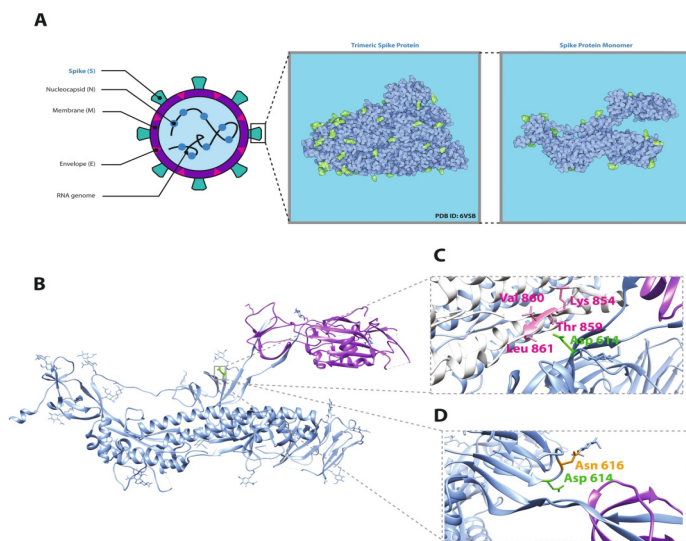 A
Trimeric Spike Protein
Spike Protein Monomer
Spike (S)
Nucleocapsid (N)
Membrane (M)
Envelope (E)
RNA genome
PDB ID: 6VSB
B
C
Val 860
Lys 854
Thr 859
Asp 614
Leu 861
D
Asn 616
Asp 614